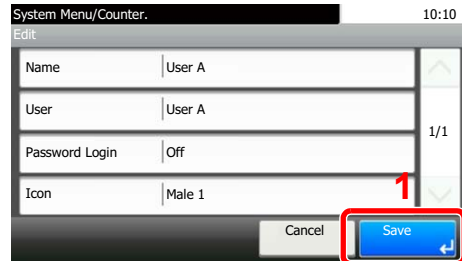 System Menu/Counter. 10:10
Edit
Name User A
User User A
1/1
Password Login Off
Icon Male 1
1
Cancel Save